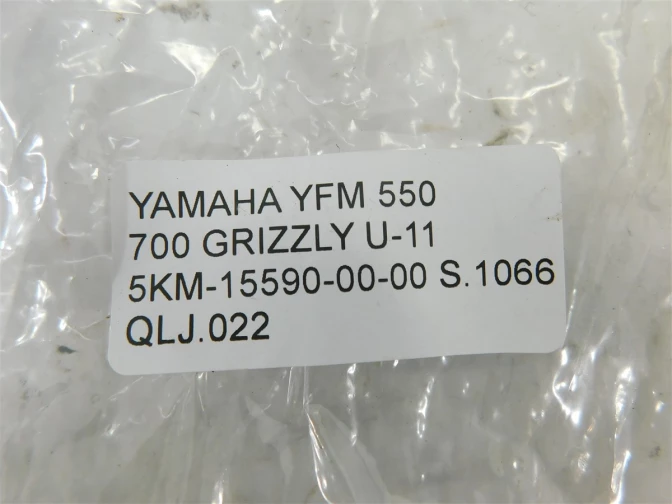 YAMAHA YFM 550
700 GRIZZLY U-11
5KM-15590-00-00 S.1066
QLJ.022